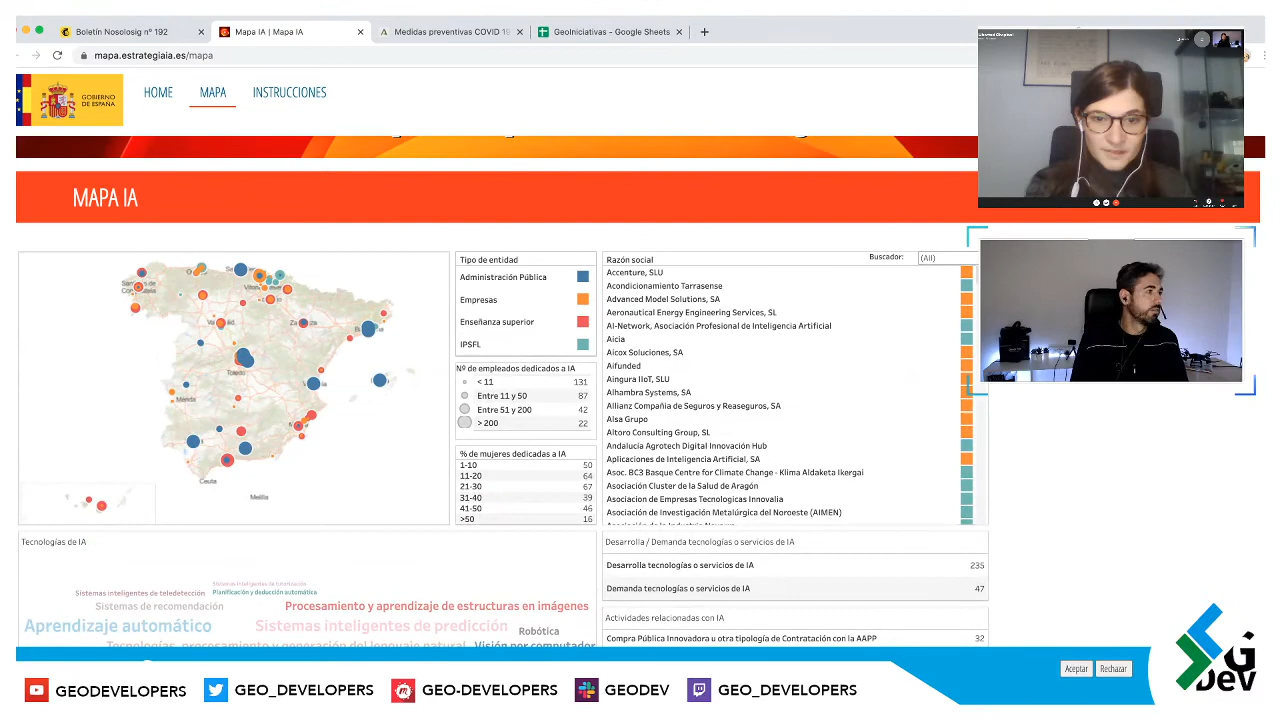 Boletín Nosolosig nº 192
Mapa IA | Mapa IA
Medidas preventivas COVID 19
GeoIniciativas - Google Sheets
mapa.estrategiaia.es/mapa
GOBIERNO
DE ESPAÑA
HOME
MAPA
INSTRUCCIONES
MAPA IA
Toledo
Mérida
Ceuta
Melilla
Tipo de entidad
Administración Pública
Empresas
Enseñanza superior
IPSFL
Nº de empleados dedicados a IA
< 11 131
Entre 11 y 50 87
Entre 51 y 200 42
> 200 22
% de mujeres dedicadas a IA
1-10 50
11-20 64
21-30 67
31-40 39
41-50 46
>50 16
Razón social
Buscador:
(All)
Accenture, SLU
Acondicionamiento Tarrasense
Advanced Model Solutions, SA
Aeronautical Energy Engineering Services, SL
AI-Network, Asociación Profesional de Inteligencia Artificial
Aicia
Aicox Soluciones, SA
Aifunded
Aingura IIoT, SLU
Alhambra Systems, SA
Allianz Compañía de Seguros y Reaseguros, SA
Alsa Grupo
Altoro Consulting Group, SL
Andalucía Agrotech Digital Innovación Hub
Aplicaciones de Inteligencia Artificial, SA
Asoc. BC3 Basque Centre for Climate Change - Klima Aldaketa Ikergai
Asociación Cluster de la Salud de Aragón
Asociacion de Empresas Tecnologicas Innovalia
Asociación de Investigación Metalúrgica del Noroeste (AIMEN)
Tecnologías de IA
Sistemas inteligentes de tutorización
Sistemas inteligentes de teledetección
Planificación y deducción automática
Sistemas de recomendación
Procesamiento y aprendizaje de estructuras en imágenes
Aprendizaje automático
Sistemas inteligentes de predicción
Robótica
Tecnologías, procesamiento y generación del lenguaje natural
Visión por computador
Desarrolla / Demanda tecnologías o servicios de IA
Desarrolla tecnologías o servicios de IA 235
Demanda tecnologías o servicios de IA 47
Actividades relacionadas con IA
Compra Pública Innovadora u otra tipología de Contratación con la AAPP 32
Aceptar
Rechazar
GEODEVELOPERS
GEO_DEVELOPERS
GEO-DEVELOPERS
GEODEV
GEO_DEVELOPERS
G
Dev